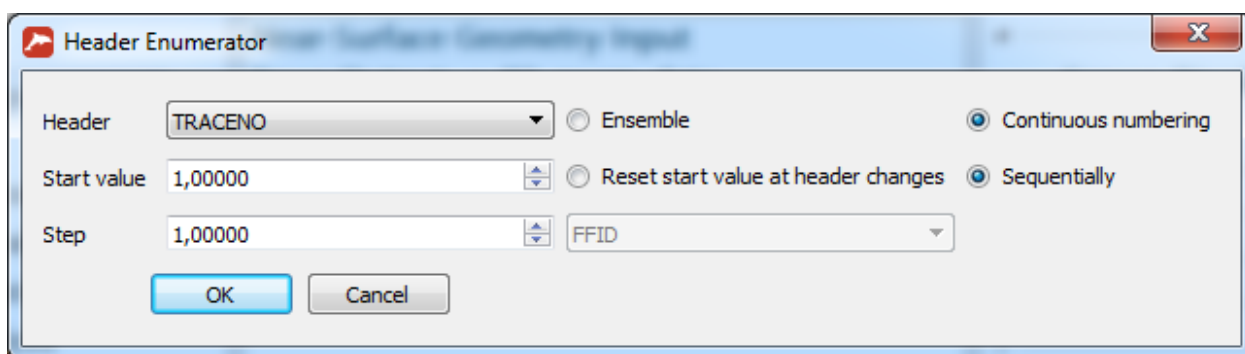 Header Enumerator
Header TRACENO Ensemble Continuous numbering
Start value 1,00000 Reset start value at header changes Sequentially
Step 1,00000 FFID
OK Cancel